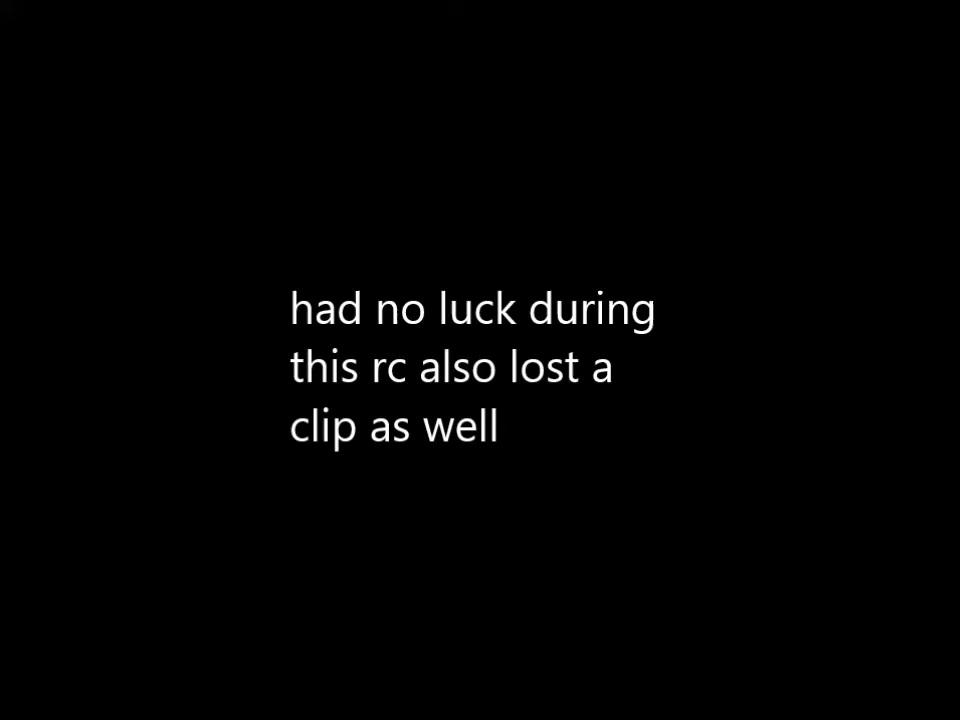 had no luck during
this rc also lost a
clip as well